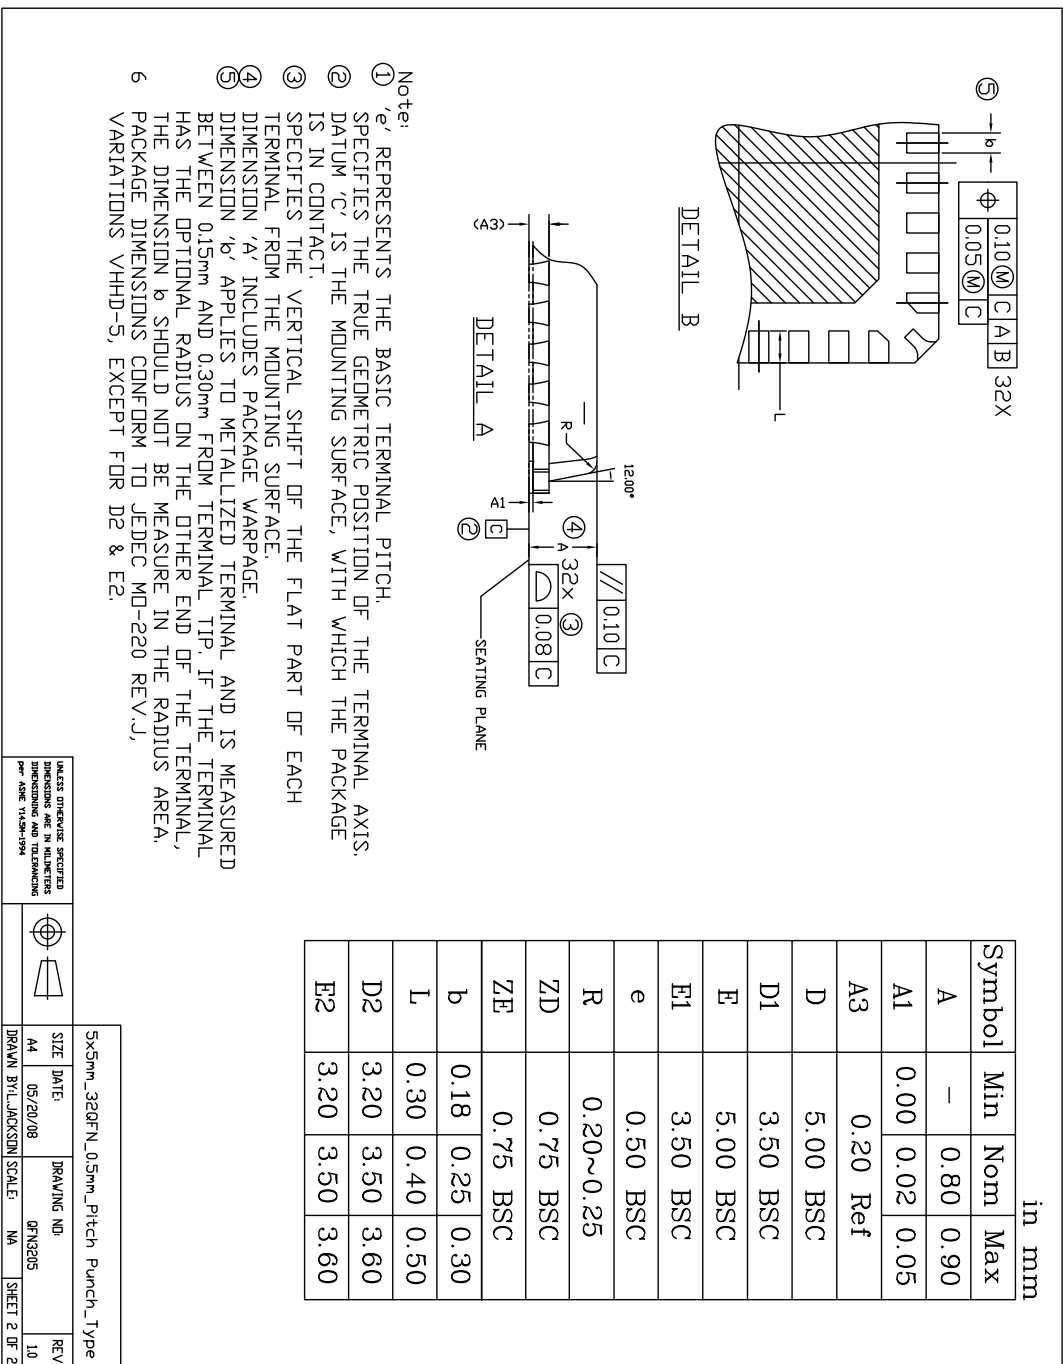 5
b
⌖ 0.10Ⓜ C A B 32X
0.05Ⓜ C
L
DETAIL B
(A3)
R
12.00°
A1
DETAIL A
// 0.10 C
4
A
32x 3
0.08 C
2 C
SEATING PLANE
Note:
1 'e' REPRESENTS THE BASIC TERMINAL PITCH.
SPECIFIES THE TRUE GEOMETRIC POSITION OF THE TERMINAL AXIS.
2 DATUM 'C' IS THE MOUNTING SURFACE, WITH WHICH THE PACKAGE
IS IN CONTACT.
3 SPECIFIES THE VERTICAL SHIFT OF THE FLAT PART OF EACH
TERMINAL FROM THE MOUNTING SURFACE.
4 DIMENSION 'A' INCLUDES PACKAGE WARPAGE.
5 DIMENSION 'b' APPLIES TO METALLIZED TERMINAL AND IS MEASURED
BETWEEN 0.15mm AND 0.30mm FROM TERMINAL TIP. IF THE TERMINAL
HAS THE OPTIONAL RADIUS ON THE OTHER END OF THE TERMINAL,
THE DIMENSION b SHOULD NOT BE MEASURE IN THE RADIUS AREA.
6 PACKAGE DIMENSIONS CONFORM TO JEDEC MO-220 REV.J,
VARIATIONS VHHD-5, EXCEPT FOR D2 & E2.
in mm
Symbol Min Nom Max
A – 0.80 0.90
A1 0.00 0.02 0.05
A3 0.20 Ref
D 5.00 BSC
D1 3.50 BSC
E 5.00 BSC
E1 3.50 BSC
e 0.50 BSC
R 0.20~0.25
ZD 0.75 BSC
ZE 0.75 BSC
b 0.18 0.25 0.30
L 0.30 0.40 0.50
D2 3.20 3.50 3.60
E2 3.20 3.50 3.60
UNLESS OTHERWISE SPECIFIED
DIMENSIONS ARE IN MILIMETERS
DIMENSIONING AND TOLERANCING
per ASME Y14.5M-1994
5x5mm_32QFN_0.5mm_Pitch Punch_Type
SIZE DATE: DRAWING NO: REV
A4 05/20/08 QFN3205 1.0
DRAWN BY:L.JACKSON SCALE: NA SHEET 2 OF 2